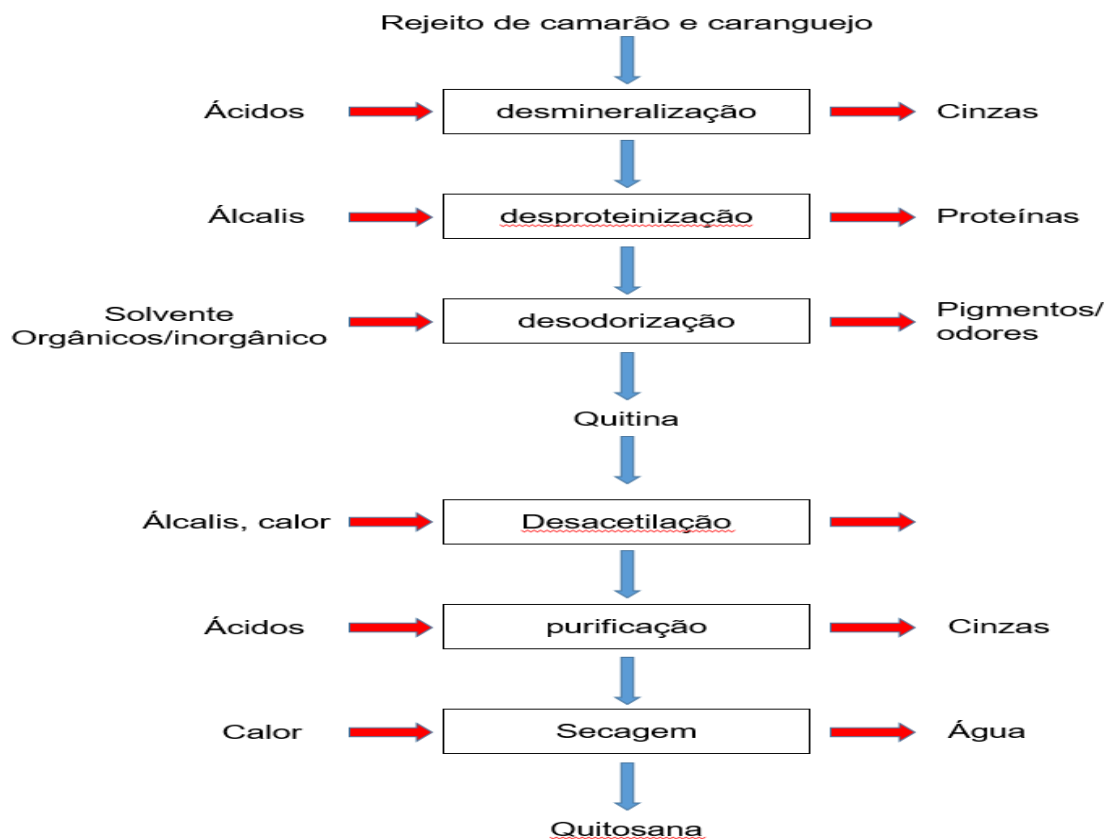 Rejeito de camarão e caranguejo
Ácidos
desmineralização
Cinzas
Álcalis
desproteinização
Proteínas
Solvente
Orgânicos/inorgânico
desodorização
Pigmentos/
odores
Quitina
Álcalis, calor
Desacetilação
Ácidos
purificação
Cinzas
Calor
Secagem
Água
Quitosana